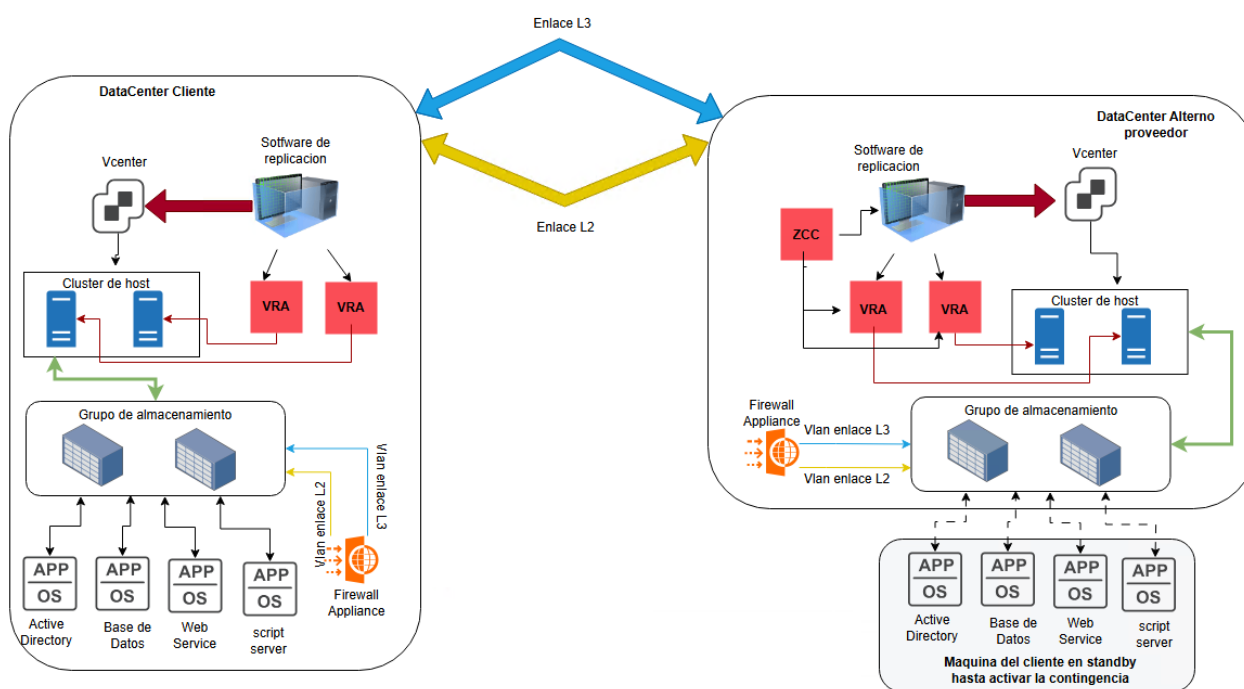 Enlace L3
Enlace L2
DataCenter Cliente
Vcenter
Sotfware de
replicacion
Cluster de host
VRA
VRA
Grupo de almacenamiento
Vlan enlace L2
Vlan enlace L3
Firewall
Appliance
APP
OS
Active
Directory
APP
OS
Base de
Datos
APP
OS
Web
Service
APP
OS
script
server
DataCenter Alterno
proveedor
Sotfware de
replicacion
Vcenter
ZCC
VRA
VRA
Cluster de host
Firewall
Appliance
Vlan enlace L3
Vlan enlace L2
Grupo de almacenamiento
APP
OS
Active
Directory
APP
OS
Base de
Datos
APP
OS
Web
Service
APP
OS
script
server
Maquina del cliente en standby
hasta activar la contingencia